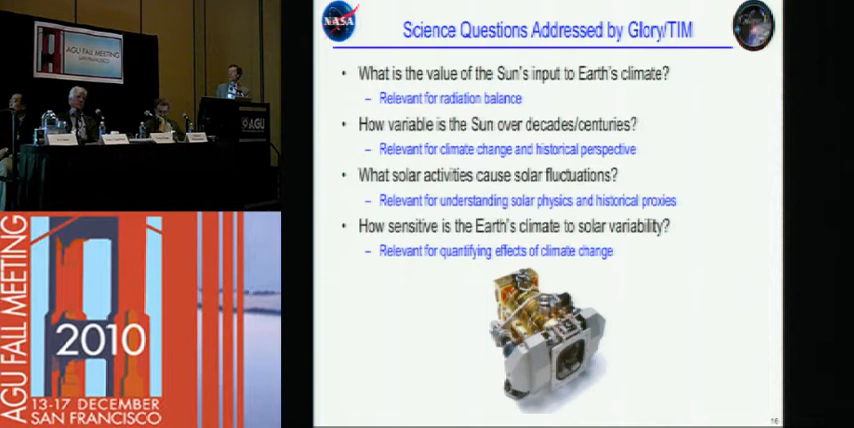 AGU FALL MEETING
SAN FRANCISCO
AGU
AGU FALL MEETING
2010
13-17 DECEMBER
SAN FRANCISCO
NASA
Science Questions Addressed by Glory/TIM
• What is the value of the Sun's input to Earth's climate?
– Relevant for radiation balance
• How variable is the Sun over decades/centuries?
– Relevant for climate change and historical perspective
• What solar activities cause solar fluctuations?
– Relevant for understanding solar physics and historical proxies
• How sensitive is the Earth's climate to solar variability?
– Relevant for quantifying effects of climate change
16